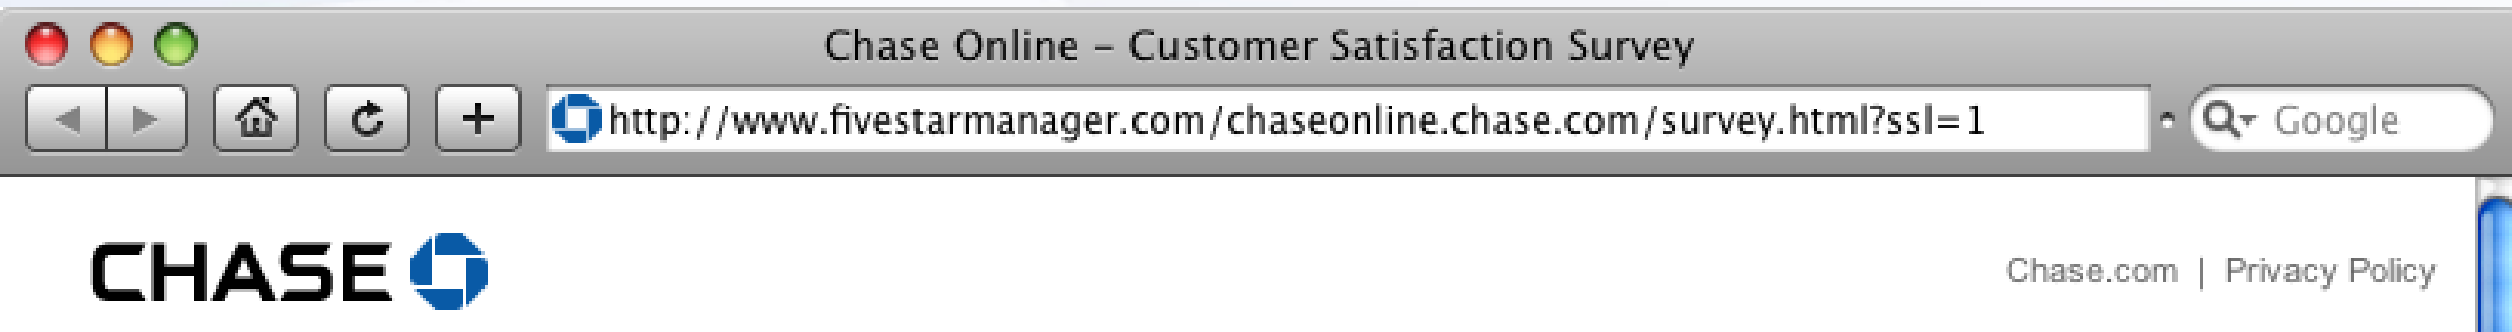 Chase Online – Customer Satisfaction Survey
http://www.fivestarmanager.com/chaseonline.chase.com/survey.html?ssl=1
Google
CHASE
Chase.com | Privacy Policy